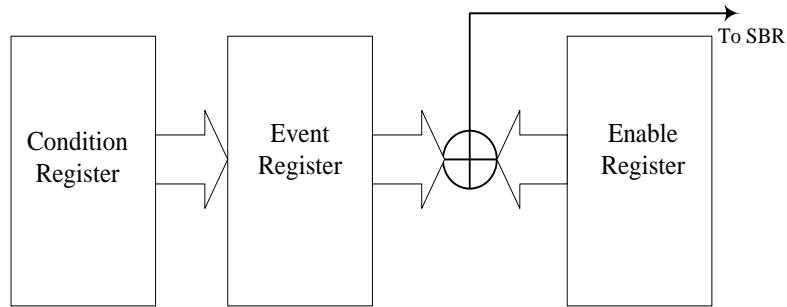 To SBR
Condition
Register
Event
Register
Enable
Register